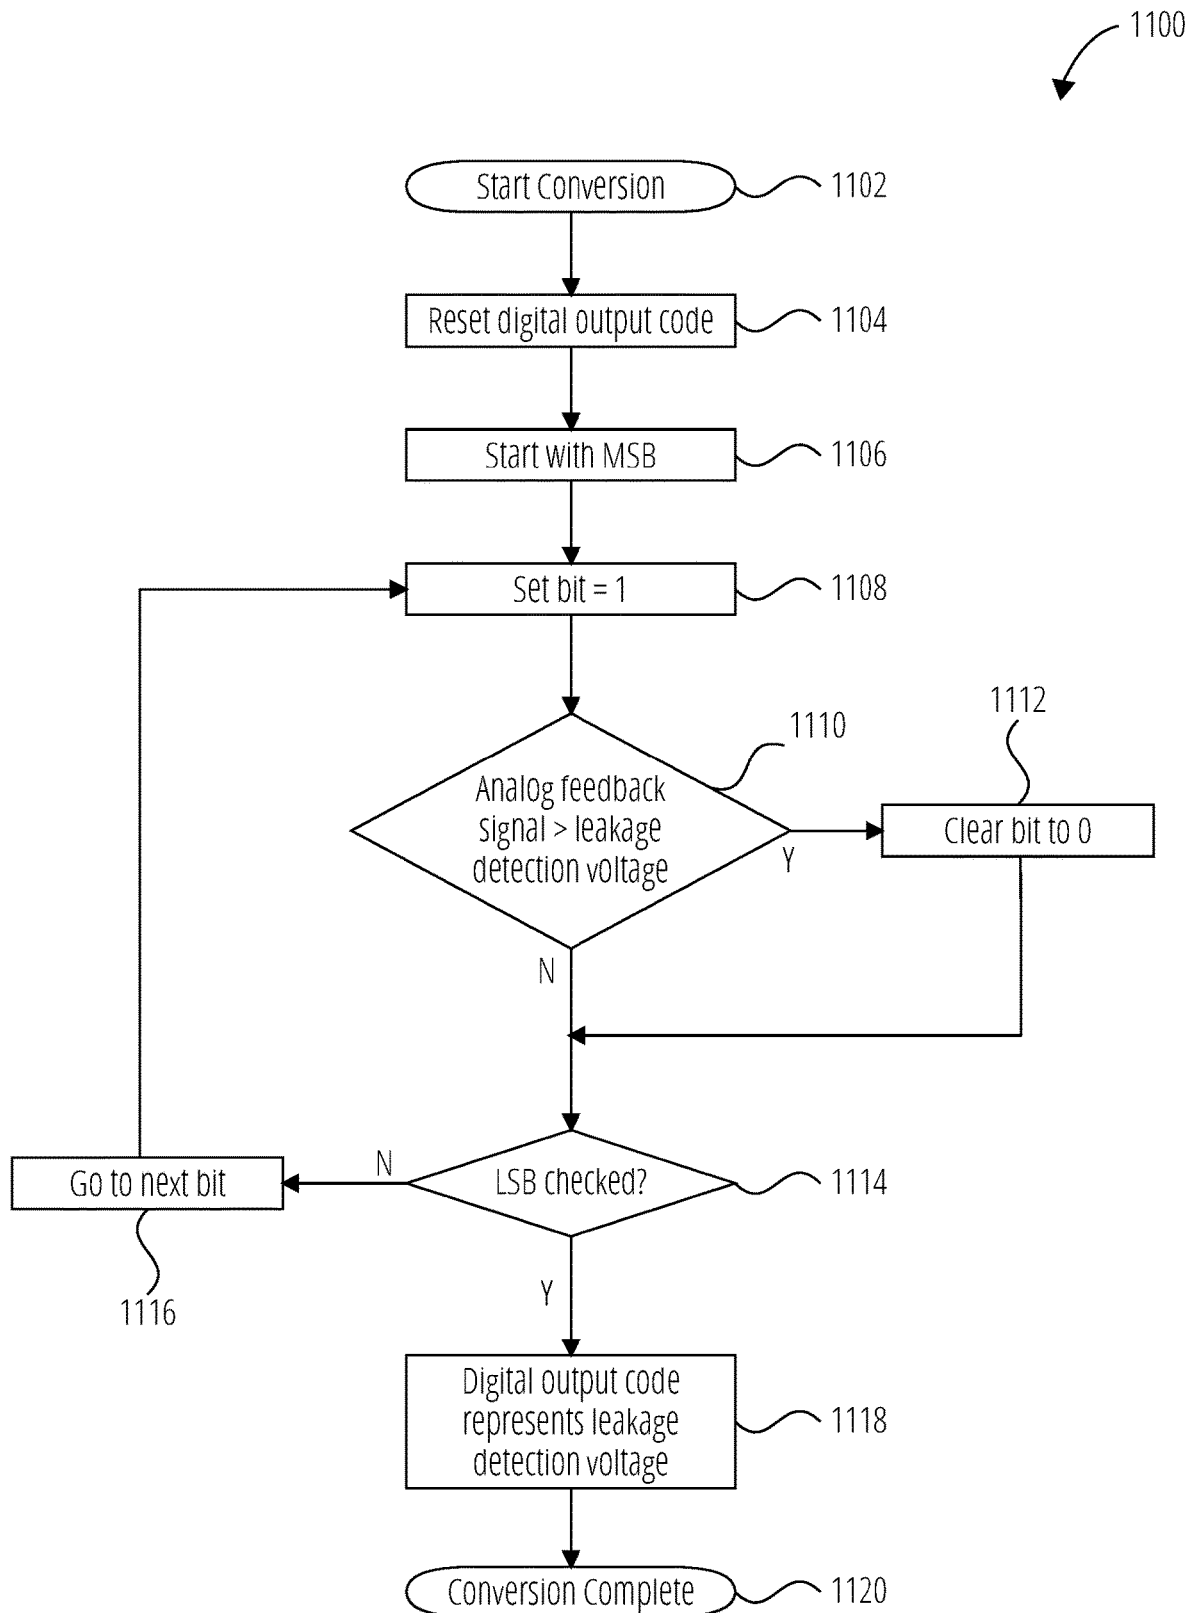 1100
Start Conversion
1102
Reset digital output code
1104
Start with MSB
1106
Set bit = 1
1108
1112
1110
Analog feedback
signal > leakage
detection voltage
Y
Clear bit to 0
N
LSB checked?
1114
N
Go to next bit
1116
Y
Digital output code
represents leakage
detection voltage
1118
Conversion Complete
1120